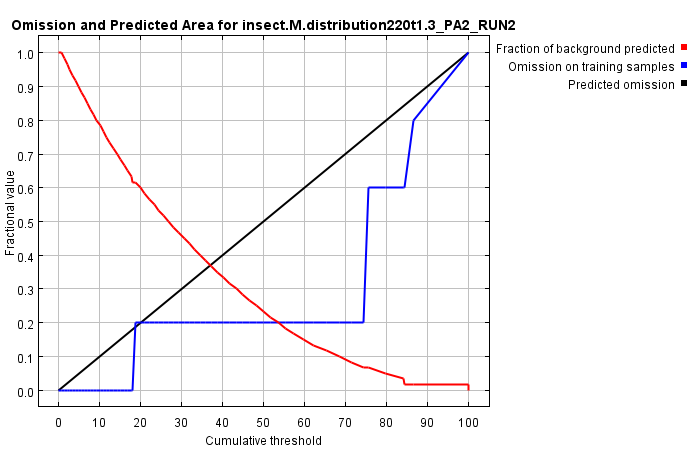 Omission and Predicted Area for insect.M.distribution220t1.3_PA2_RUN2
Fraction of background predicted
Omission on training samples
Predicted omission
Fractional value
1.0
0.9
0.8
0.7
0.6
0.5
0.4
0.3
0.2
0.1
0.0
0 10 20 30 40 50 60 70 80 90 100
Cumulative threshold